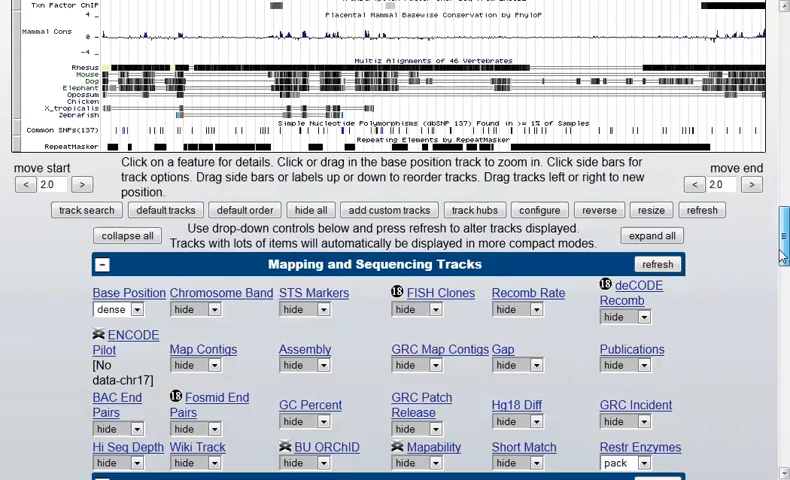 Txn Factor ChIP
4
Placental Mammal Basewise Conservation by PhyloP
Mammal Cons
0
-4
Multiz Alignments of 46 Vertebrates
Rhesus
Mouse
Dog
Elephant
Opossum
Chicken
X_tropicalis
Zebrafish
Simple Nucleotide Polymorphisms (dbSNP 137) Found in >= 1% of Samples
Common SNPs(137)
Repeating Elements by RepeatMasker
RepeatMasker
move start
Click on a feature for details. Click or drag in the base position track to zoom in. Click side bars for
track options. Drag side bars or labels up or down to reorder tracks. Drag tracks left or right to new
position.
move end
< 2.0 >
< 2.0 >
track search default tracks default order hide all add custom tracks track hubs configure reverse resize refresh
collapse all
Use drop-down controls below and press refresh to alter tracks displayed.
Tracks with lots of items will automatically be displayed in more compact modes.
expand all
- Mapping and Sequencing Tracks refresh
Base Position Chromosome Band STS Markers 18 FISH Clones Recomb Rate 18 deCODE Recomb
dense hide hide hide hide hide
ENCODE Pilot Map Contigs Assembly GRC Map Contigs Gap Publications
[No data-chr17] hide hide hide hide hide
BAC End Pairs 18 Fosmid End Pairs GC Percent GRC Patch Release Hg18 Diff GRC Incident
hide hide hide hide hide hide
Hi Seq Depth Wiki Track BU ORChID Mapability Short Match Restr Enzymes
hide hide hide hide hide pack